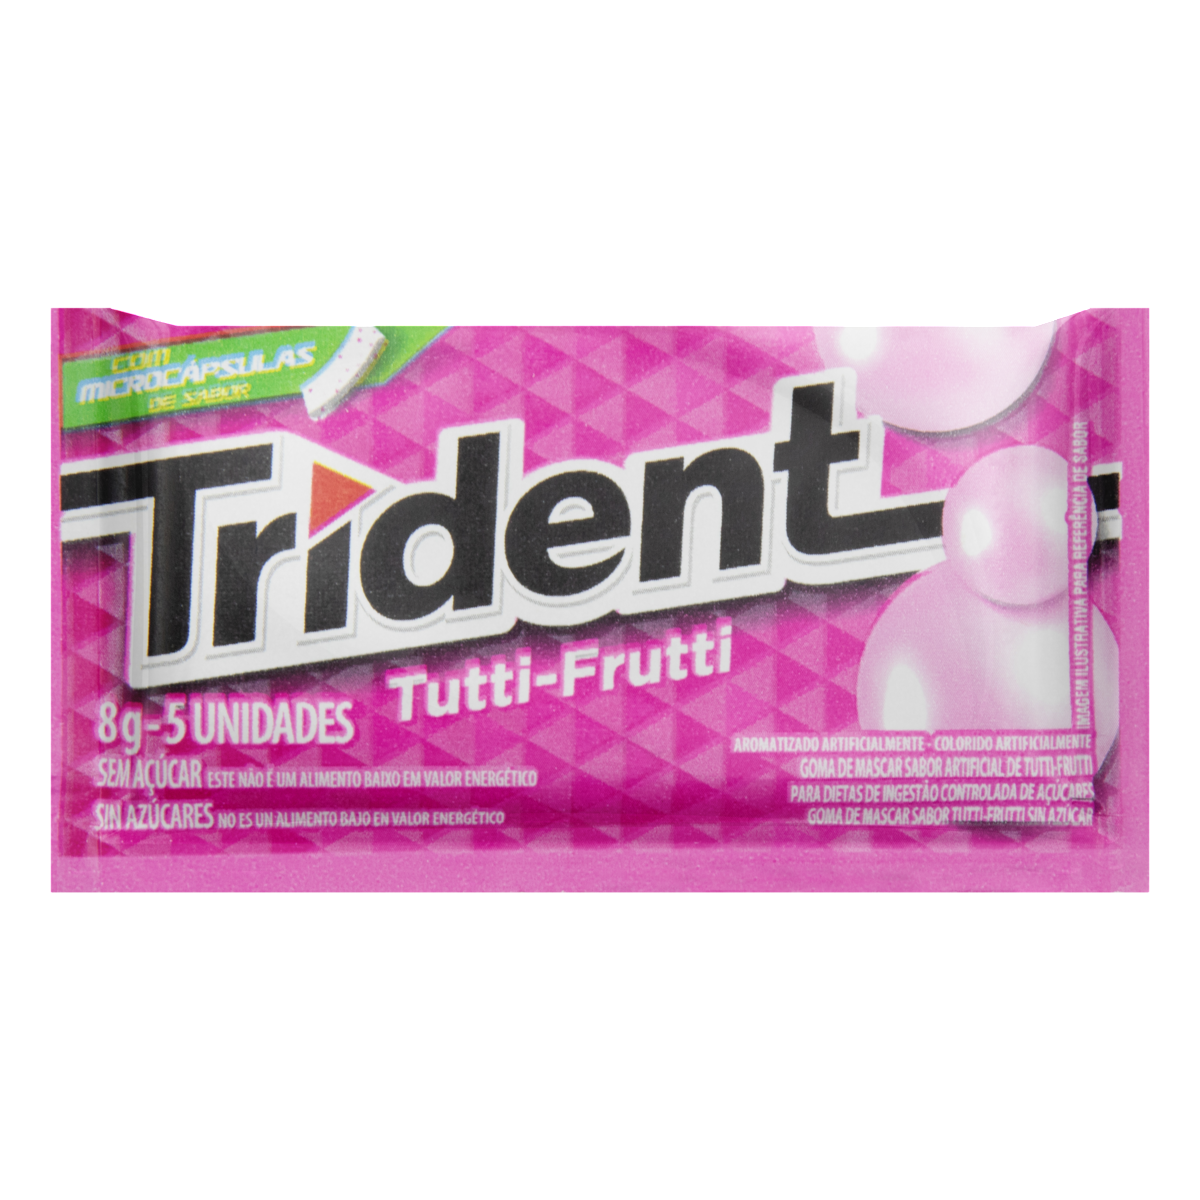 COM
MICROCÁPSULAS
DE SABOR
Trident
Tutti-Frutti
8g-5 UNIDADES
SEM AÇÚCAR ESTE NÃO É UM ALIMENTO BAIXO EM VALOR ENERGÉTICO
SIN AZÚCARES NO ES UN ALIMENTO BAJO EN VALOR ENERGÉTICO
AROMATIZADO ARTIFICIALMENTE - COLORIDO ARTIFICIALMENTE
GOMA DE MASCAR SABOR ARTIFICIAL DE TUTTI-FRUTTI
PARA DIETAS DE INGESTÃO CONTROLADA DE AÇÚCARES
GOMA DE MASCAR SABOR TUTTI-FRUTTI SIN AZÚCAR
IMAGEM ILUSTRATIVA PARA REFERÊNCIA DE SABOR